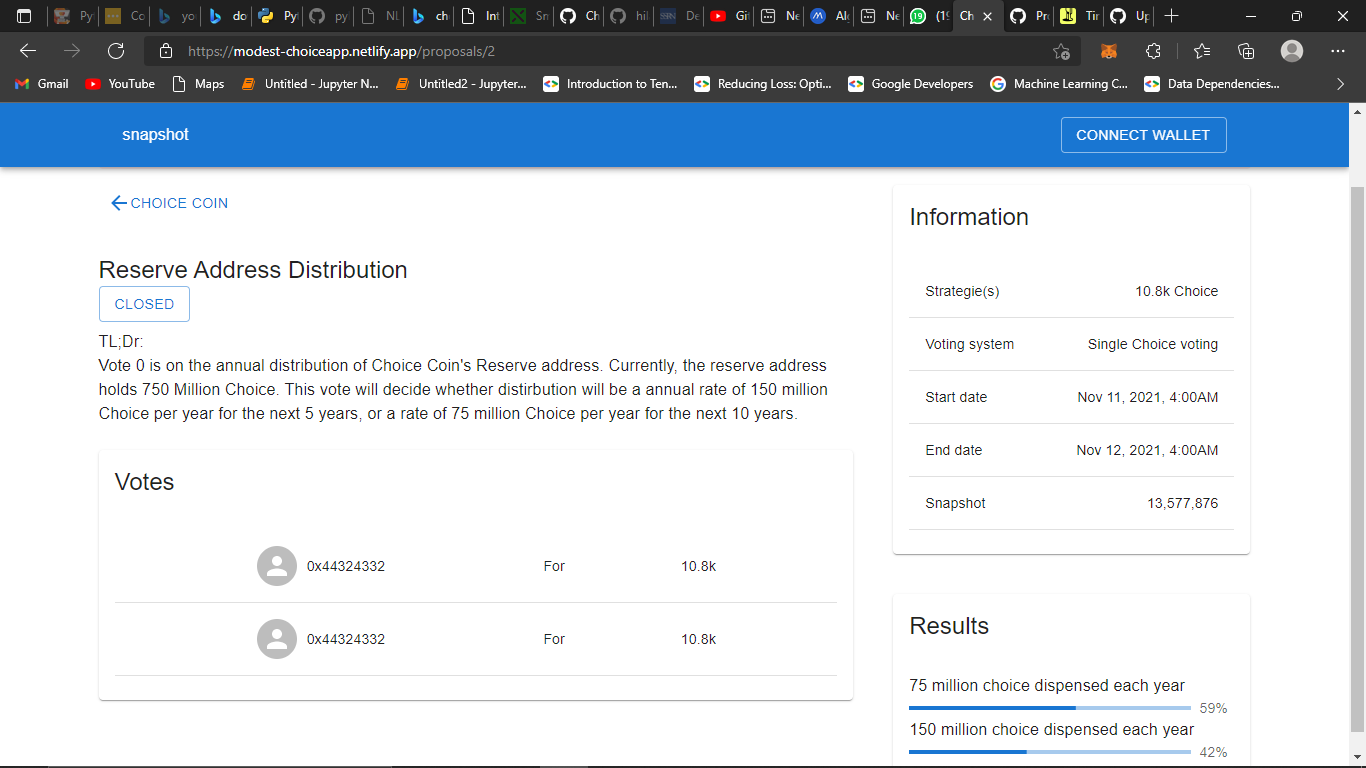 Py
Co
yo
do
Py
py
NL
ch
Int
Sn
Ch
hil
De
Git
Ne
Alg
Ne
(19
Ch
Pr
Tir
Up
https://modest-choiceapp.netlify.app/proposals/2
Gmail
YouTube
Maps
Untitled - Jupyter N...
Untitled2 - Jupyter...
Introduction to Ten...
Reducing Loss: Opti...
Google Developers
Machine Learning C...
Data Dependencies...
snapshot
CONNECT WALLET
CHOICE COIN
Reserve Address Distribution
CLOSED
TL;Dr:
Vote 0 is on the annual distribution of Choice Coin's Reserve address. Currently, the reserve address
holds 750 Million Choice. This vote will decide whether distirbution will be a annual rate of 150 million
Choice per year for the next 5 years, or a rate of 75 million Choice per year for the next 10 years.
Votes
0x44324332 For 10.8k
0x44324332 For 10.8k
Information
Strategie(s) 10.8k Choice
Voting system Single Choice voting
Start date Nov 11, 2021, 4:00AM
End date Nov 12, 2021, 4:00AM
Snapshot 13,577,876
Results
75 million choice dispensed each year
59%
150 million choice dispensed each year
42%